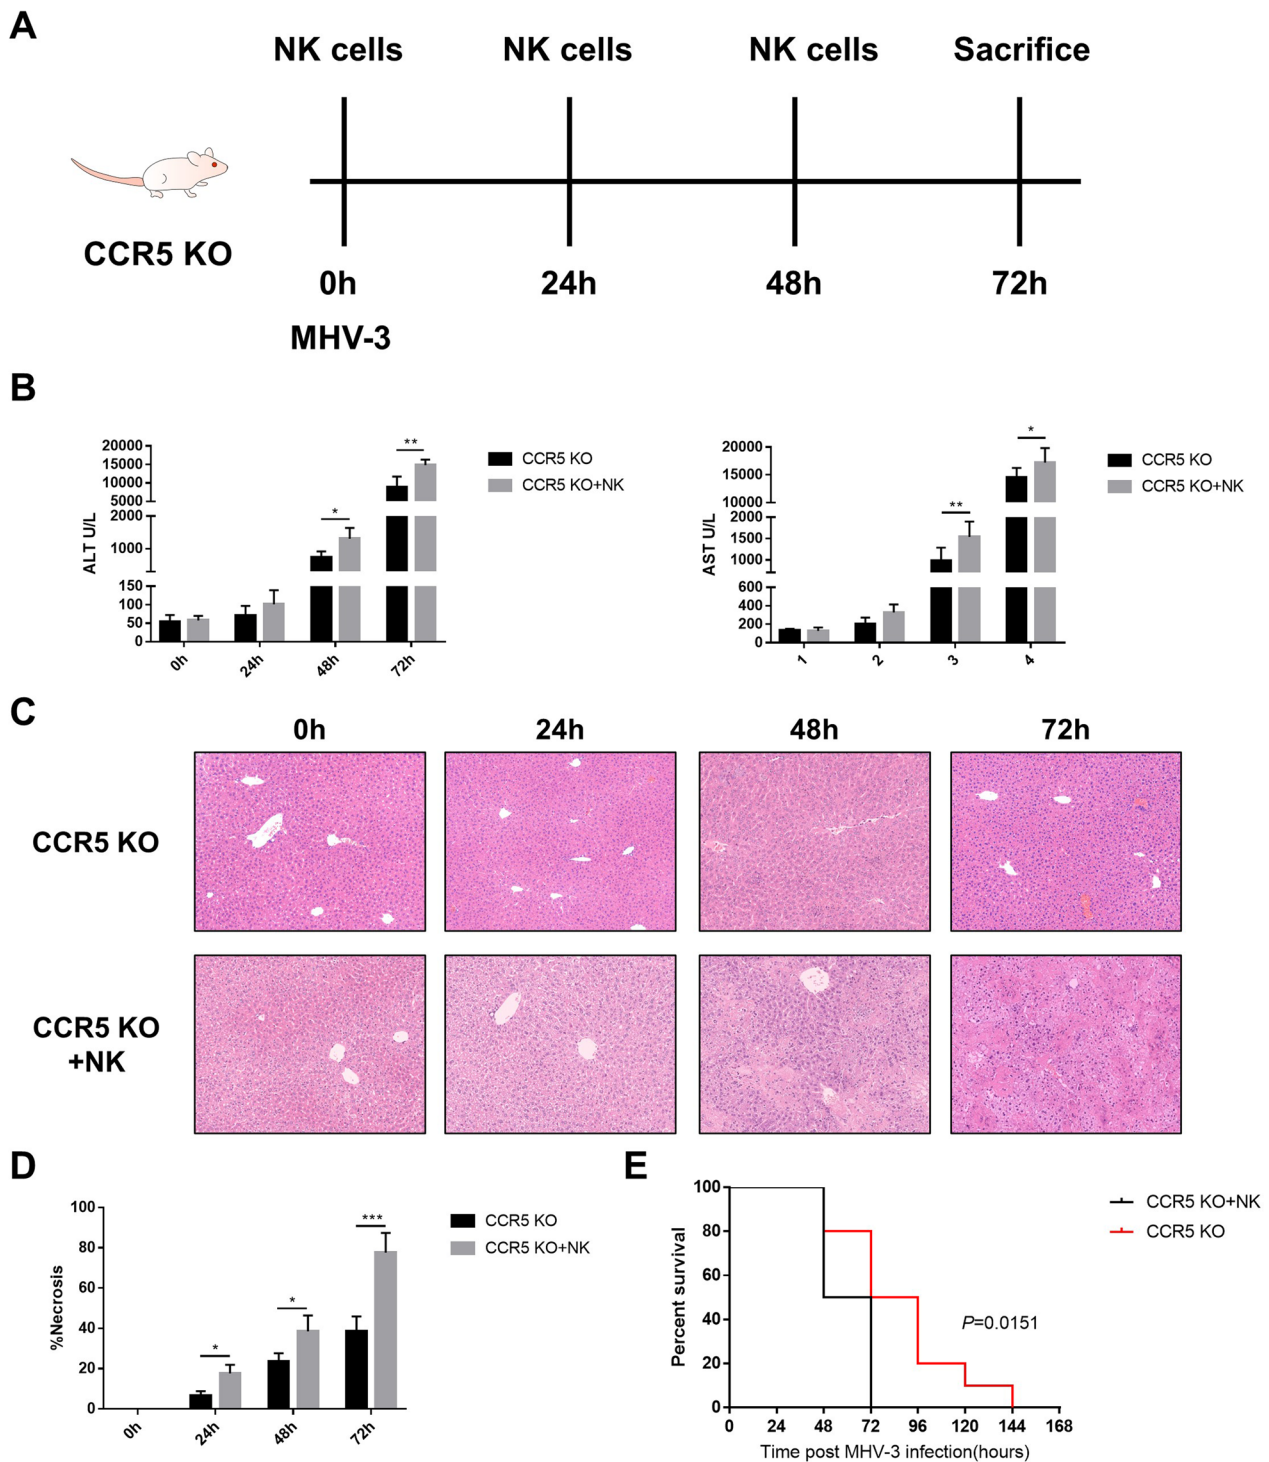 A
NK cells NK cells NK cells Sacrifice
CCR5 KO
0h 24h 48h 72h
MHV-3
B
ALT U/L
20000
15000
10000
5000
2000
1000
150
100
50
0
0h 24h 48h 72h
* **
CCR5 KO
CCR5 KO+NK
AST U/L
20000
15000
10000
2000
1500
1000
600
400
200
0
1 2 3 4
** *
CCR5 KO
CCR5 KO+NK
C
0h 24h 48h 72h
CCR5 KO
CCR5 KO
+NK
D
%Necrosis
100
80
60
40
20
0
0h 24h 48h 72h
* * ***
CCR5 KO
CCR5 KO+NK
E
Percent survival
100
80
60
40
20
0
0 24 48 72 96 120 144 168
Time post MHV-3 infection(hours)
P=0.0151
CCR5 KO+NK
CCR5 KO